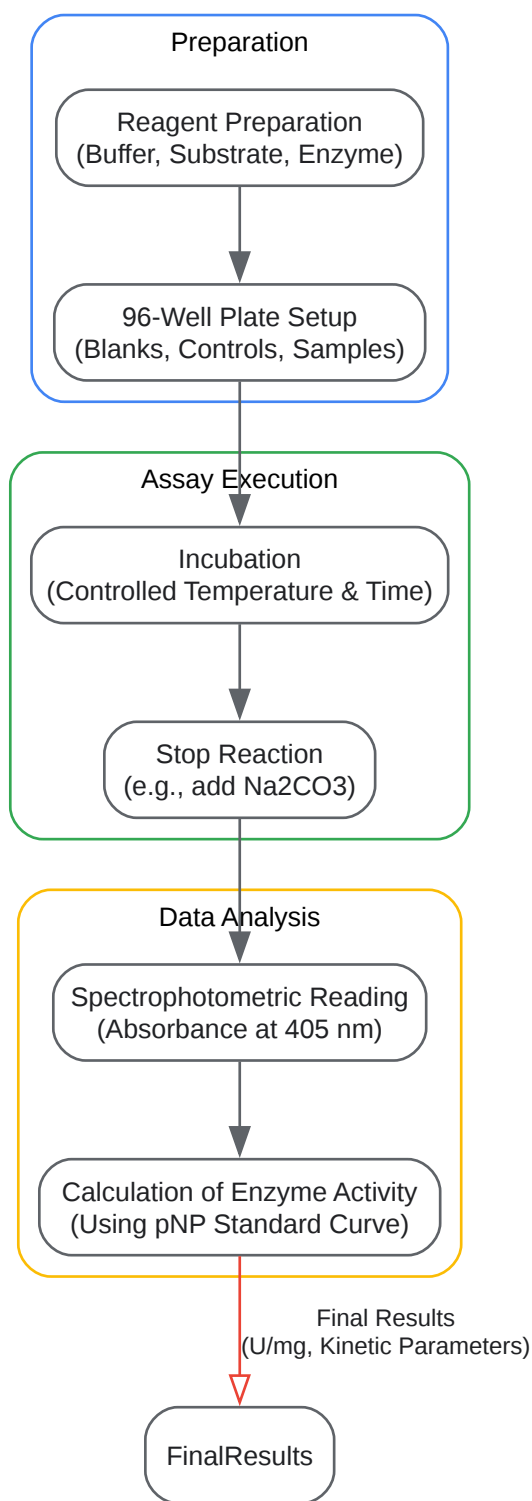 Preparation
Reagent Preparation
(Buffer, Substrate, Enzyme)
96-Well Plate Setup
(Blanks, Controls, Samples)
Assay Execution
Incubation
(Controlled Temperature & Time)
Stop Reaction
(e.g., add Na2CO3)
Data Analysis
Spectrophotometric Reading
(Absorbance at 405 nm)
Calculation of Enzyme Activity
(Using pNP Standard Curve)
Final Results
(U/mg, Kinetic Parameters)
FinalResults